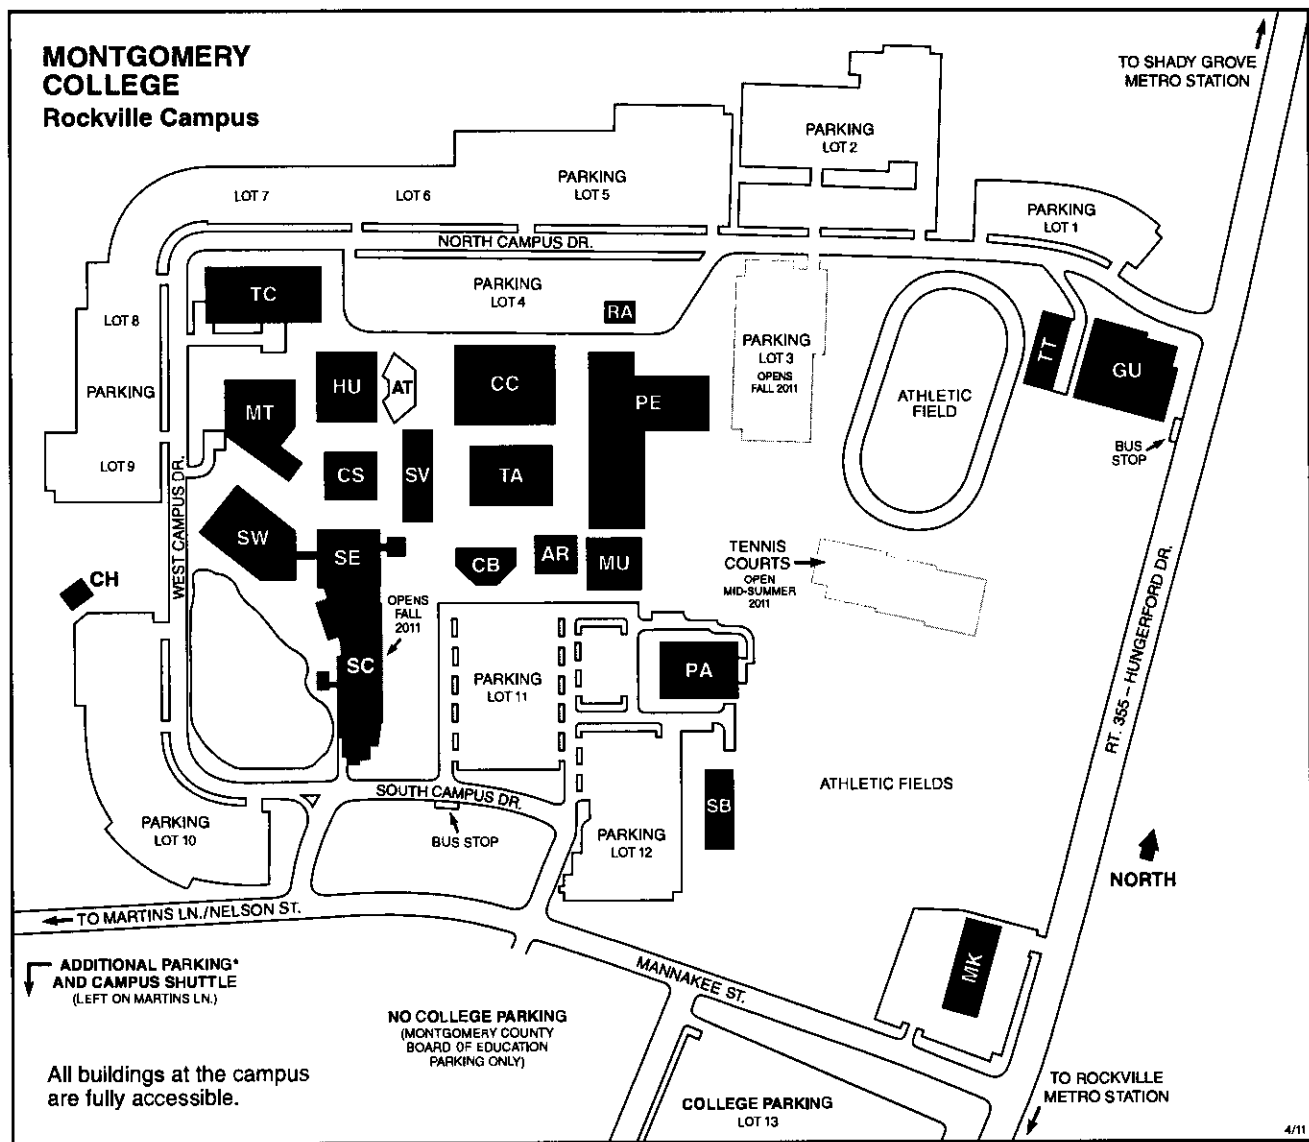 MONTGOMERY
COLLEGE
Rockville Campus
TO SHADY GROVE
METRO STATION
PARKING
LOT 2
PARKING
LOT 5
LOT 7
LOT 6
PARKING
LOT 1
NORTH CAMPUS DR.
TC
PARKING
LOT 4
RA
LOT 8
PARKING
LOT 9
PARKING
LOT 3
OPENS
FALL 2011
TT
GU
HU
AT
CC
PE
MT
ATHLETIC
FIELD
BUS
STOP
CS
SV
TA
WEST CAMPUS DR.
SW
SE
CB
AR
MU
TENNIS
COURTS
OPEN
MID-SUMMER
2011
CH
OPENS
FALL
2011
SC
PARKING
LOT 11
PA
RT. 355 – HUNGERFORD DR.
SOUTH CAMPUS DR.
ATHLETIC FIELDS
SB
PARKING
LOT 10
BUS STOP
PARKING
LOT 12
NORTH
TO MARTINS LN./NELSON ST.
ADDITIONAL PARKING*
AND CAMPUS SHUTTLE
(LEFT ON MARTINS LN.)
MANNAKEE ST.
MK
NO COLLEGE PARKING
(MONTGOMERY COUNTY
BOARD OF EDUCATION
PARKING ONLY)
All buildings at the campus
are fully accessible.
COLLEGE PARKING
LOT 13
TO ROCKVILLE
METRO STATION
4/11